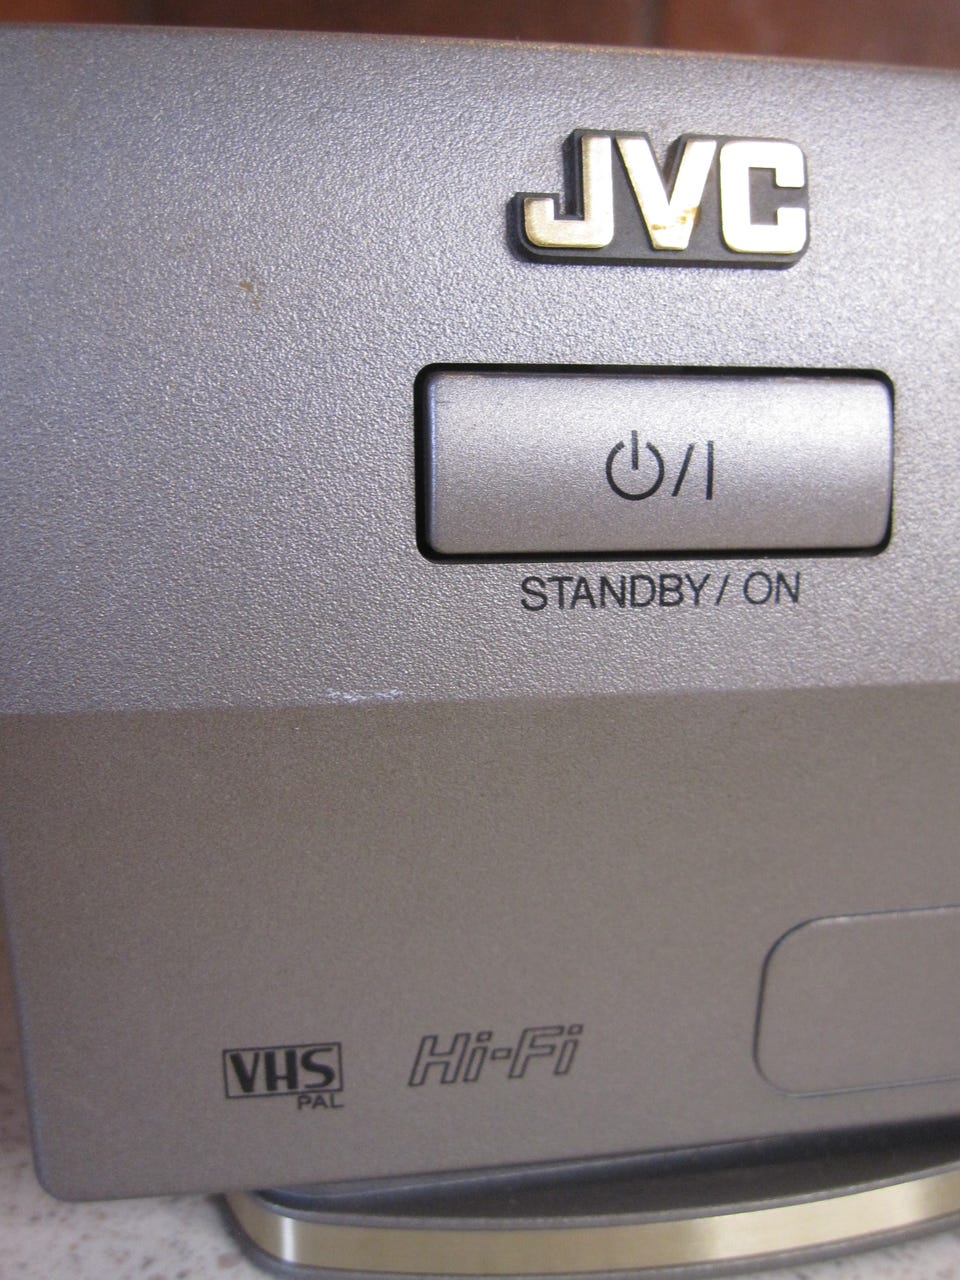 JVC
⏻/I
STANDBY / ON
VHS Hi-Fi
PAL